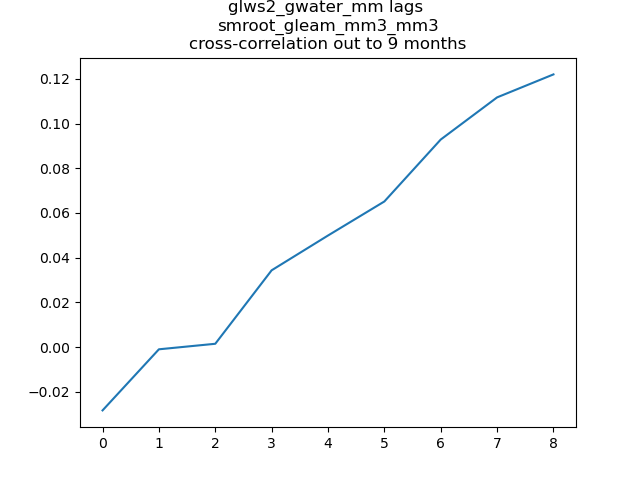 glws2_gwater_mm lags
smroot_gleam_mm3_mm3
cross-correlation out to 9 months
0.12
0.10
0.08
0.06
0.04
0.02
0.00
−0.02
0 1 2 3 4 5 6 7 8